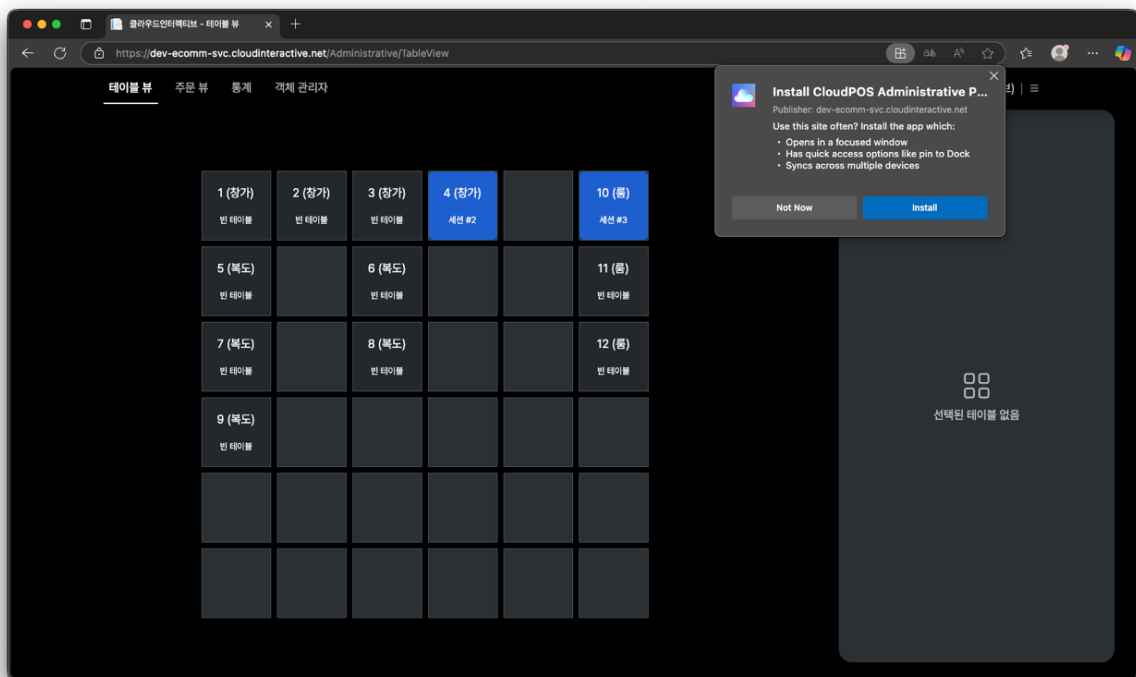 클라우드인터랙티브 - 테이블 뷰
https://dev-ecomm-svc.cloudinteractive.net/Administrative/TableView
테이블 뷰 주문 뷰 통계 객체 관리자
Install CloudPOS Administrative P...
Publisher: dev-ecomm-svc.cloudinteractive.net
Use this site often? Install the app which:
• Opens in a focused window
• Has quick access options like pin to Dock
• Syncs across multiple devices
Not Now Install
1 (창가) 2 (창가) 3 (창가) 4 (창가) 10 (룸)
빈 테이블 빈 테이블 빈 테이블 세션 #2 세션 #3
5 (복도) 6 (복도) 11 (룸)
빈 테이블 빈 테이블 빈 테이블
7 (복도) 8 (복도) 12 (룸)
빈 테이블 빈 테이블 빈 테이블
9 (복도)
빈 테이블
선택된 테이블 없음